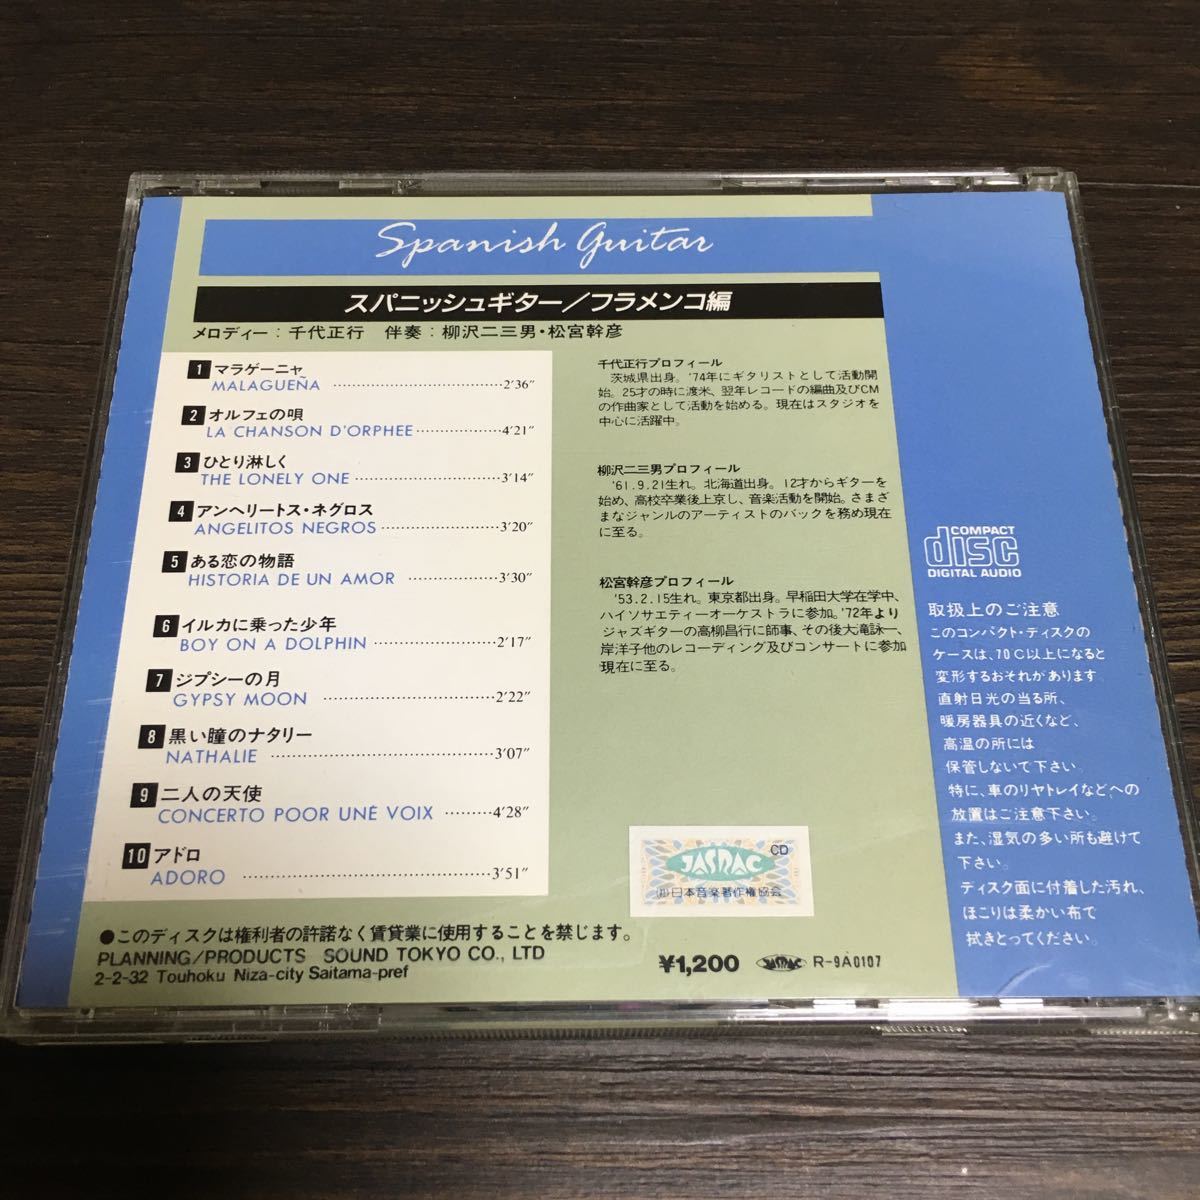 Spanish Guitar
スパニッシュギター/フラメンコ編
メロディー:千代正行 伴奏:柳沢二三男・松宮幹彦
1 マラゲーニャ
MALAGUEÑA 2'36"
2 オルフェの唄
LA CHANSON D'ORPHEE 4'21"
3 ひとり淋しく
THE LONELY ONE 3'14"
4 アンヘリートス・ネグロス
ANGELITOS NEGROS 3'20"
5 ある恋の物語
HISTORIA DE UN AMOR 3'30"
6 イルカに乗った少年
BOY ON A DOLPHIN 2'17"
7 ジプシーの月
GYPSY MOON 2'22"
8 黒い瞳のナタリー
NATHALIE 3'07"
9 二人の天使
CONCERTO POOR UNÉ VOIX 4'28"
10 アドロ
ADORO 3'51"
千代正行プロフィール
茨城県出身。'74年にギタリストとして活動開
始。25才の時に渡米、翌年レコードの編曲及びCM
の作曲家として活動を始める。現在はスタジオを
中心に活躍中。
柳沢二三男プロフィール
'61.9.21生れ。北海道出身。12才からギターを
始め、高校卒業後上京し、音楽活動を開始。さまざ
まなジャンルのアーティストのバックを務め現在
に至る。
松宮幹彦プロフィール
'53.2.15生れ。東京都出身。早稲田大学在学中、
ハイソサエティーオーケストラに参加。'72年より
ジャズギターの高柳昌行に師事、その後大滝詠一、
岸洋子他のレコーディング及びコンサートに参加
現在に至る。
COMPACT
disc
DIGITAL AUDIO
取扱上のご注意
このコンパクト・ディスクの
ケースは、70℃以上になると
変形するおそれがあります。
直射日光の当る所、
暖房器具の近くなど、
高温の所には
保管しないで下さい。
特に、車のリヤトレイなどへの
放置はご注意下さい。
また、湿気の多い所も避けて
下さい。
ディスク面に付着した汚れ、
ほこりは柔かい布で
拭きとってください。
CD
JASRAC
(社)日本音楽著作権協会
●このディスクは権利者の許諾なく賃貸業に使用することを禁じます。
PLANNING/PRODUCTS SOUND TOKYO CO., LTD
2-2-32 Touhoku Niza-city Saitama-pref
¥1,200 JASRAC R-9A0107